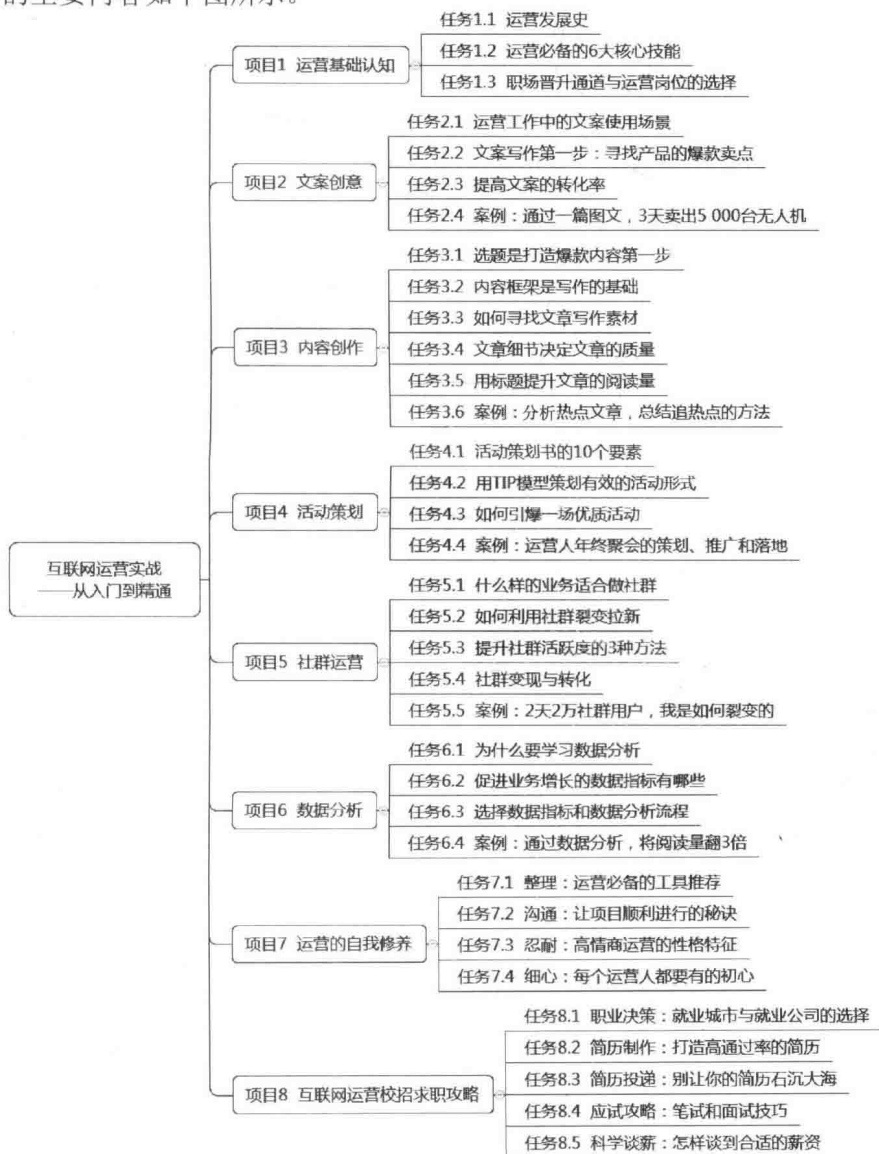 的主要内容如下图所示。
互联网运营实战
——从入门到精通
项目1 运营基础认知
任务1.1 运营发展史
任务1.2 运营必备的6大核心技能
任务1.3 职场晋升通道与运营岗位的选择
项目2 文案创意
任务2.1 运营工作中的文案使用场景
任务2.2 文案写作第一步：寻找产品的爆款卖点
任务2.3 提高文案的转化率
任务2.4 案例：通过一篇图文，3天卖出5 000台无人机
项目3 内容创作
任务3.1 选题是打造爆款内容第一步
任务3.2 内容框架是写作的基础
任务3.3 如何寻找文章写作素材
任务3.4 文章细节决定文章的质量
任务3.5 用标题提升文章的阅读量
任务3.6 案例：分析热点文章，总结追热点的方法
项目4 活动策划
任务4.1 活动策划书的10个要素
任务4.2 用TIP模型策划有效的活动形式
任务4.3 如何引爆一场优质活动
任务4.4 案例：运营人年终聚会的策划、推广和落地
项目5 社群运营
任务5.1 什么样的业务适合做社群
任务5.2 如何利用社群裂变拉新
任务5.3 提升社群活跃度的3种方法
任务5.4 社群变现与转化
任务5.5 案例：2天2万社群用户，我是如何裂变的
项目6 数据分析
任务6.1 为什么要学习数据分析
任务6.2 促进业务增长的数据指标有哪些
任务6.3 选择数据指标和数据分析流程
任务6.4 案例：通过数据分析，将阅读量翻3倍
项目7 运营的自我修养
任务7.1 整理：运营必备的工具推荐
任务7.2 沟通：让项目顺利进行的秘诀
任务7.3 忍耐：高情商运营的性格特征
任务7.4 细心：每个运营人都要有的初心
项目8 互联网运营校招求职攻略
任务8.1 职业决策：就业城市与就业公司的选择
任务8.2 简历制作：打造高通过率的简历
任务8.3 简历投递：别让你的简历石沉大海
任务8.4 应试攻略：笔试和面试技巧
任务8.5 科学谈薪：怎样谈到合适的薪资